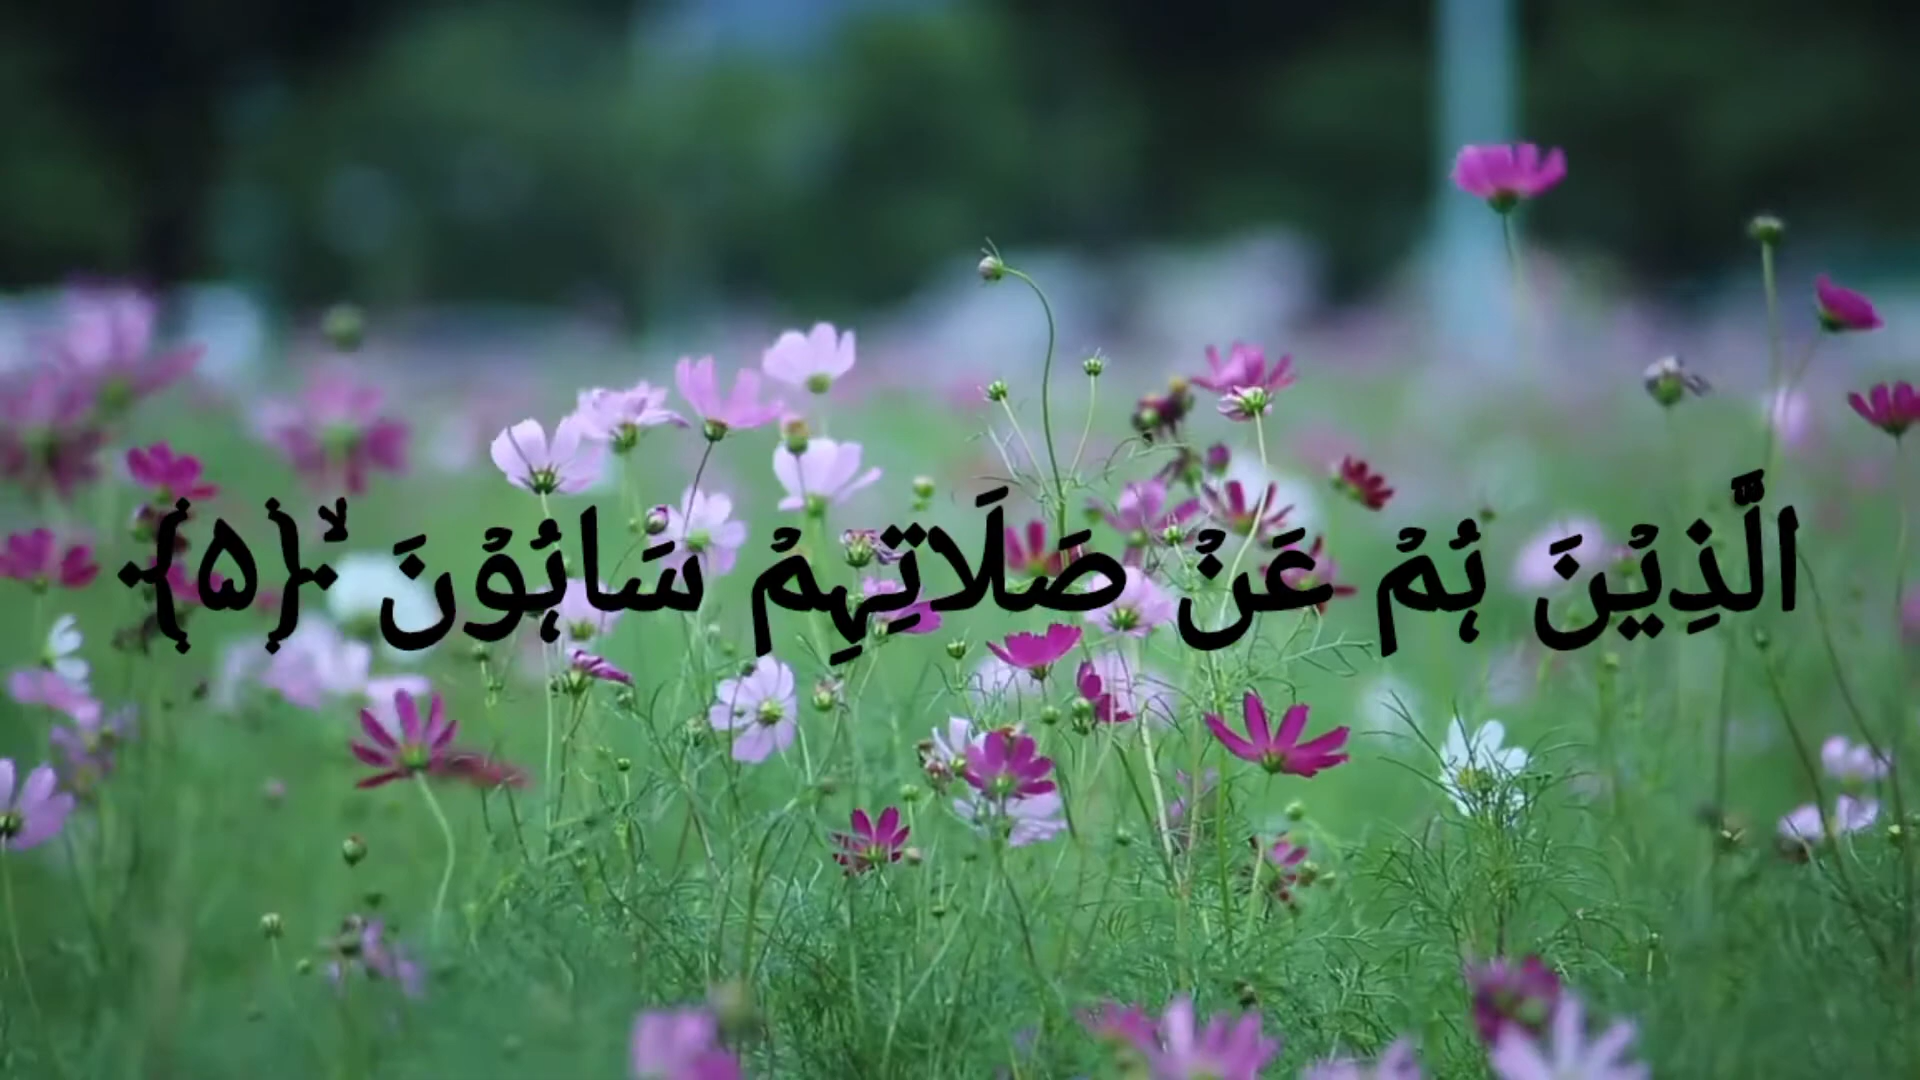 الَّذِیۡنَ ہُمۡ عَنۡ صَلَاتِہِمۡ سَاہُوۡنَ ۙ﴿۵﴾